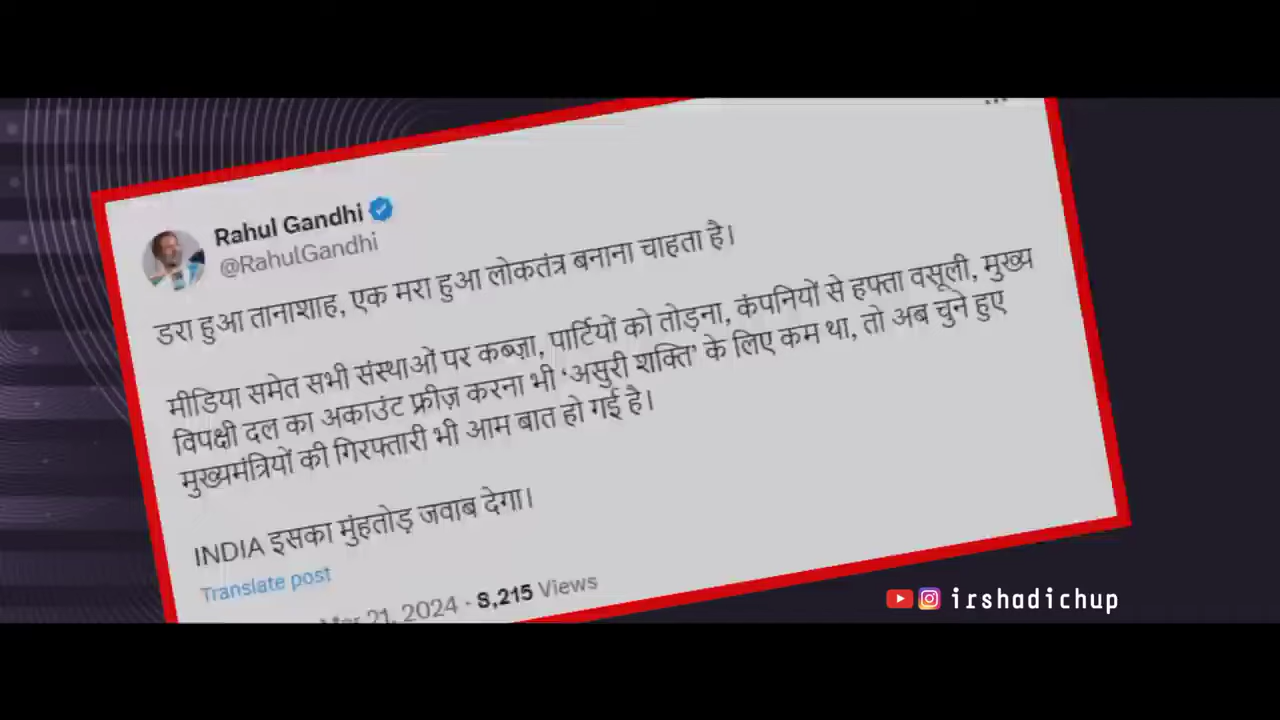 Rahul Gandhi
@RahulGandhi
डरा हुआ तानाशाह, एक मरा हुआ लोकतंत्र बनाना चाहता है।
मीडिया समेत सभी संस्थाओं पर कब्ज़ा, पार्टियों को तोड़ना, कंपनियों से हफ्ता वसूली, मुख्य
विपक्षी दल का अकाउंट फ्रीज़ करना भी ‘असुरी शक्ति’ के लिए कम था, तो अब चुने हुए
मुख्यमंत्रियों की गिरफ्तारी भी आम बात हो गई है।
INDIA इसका मुंहतोड़ जवाब देगा।
Translate post
Mar 21, 2024 · 8,215 Views
irshadichup